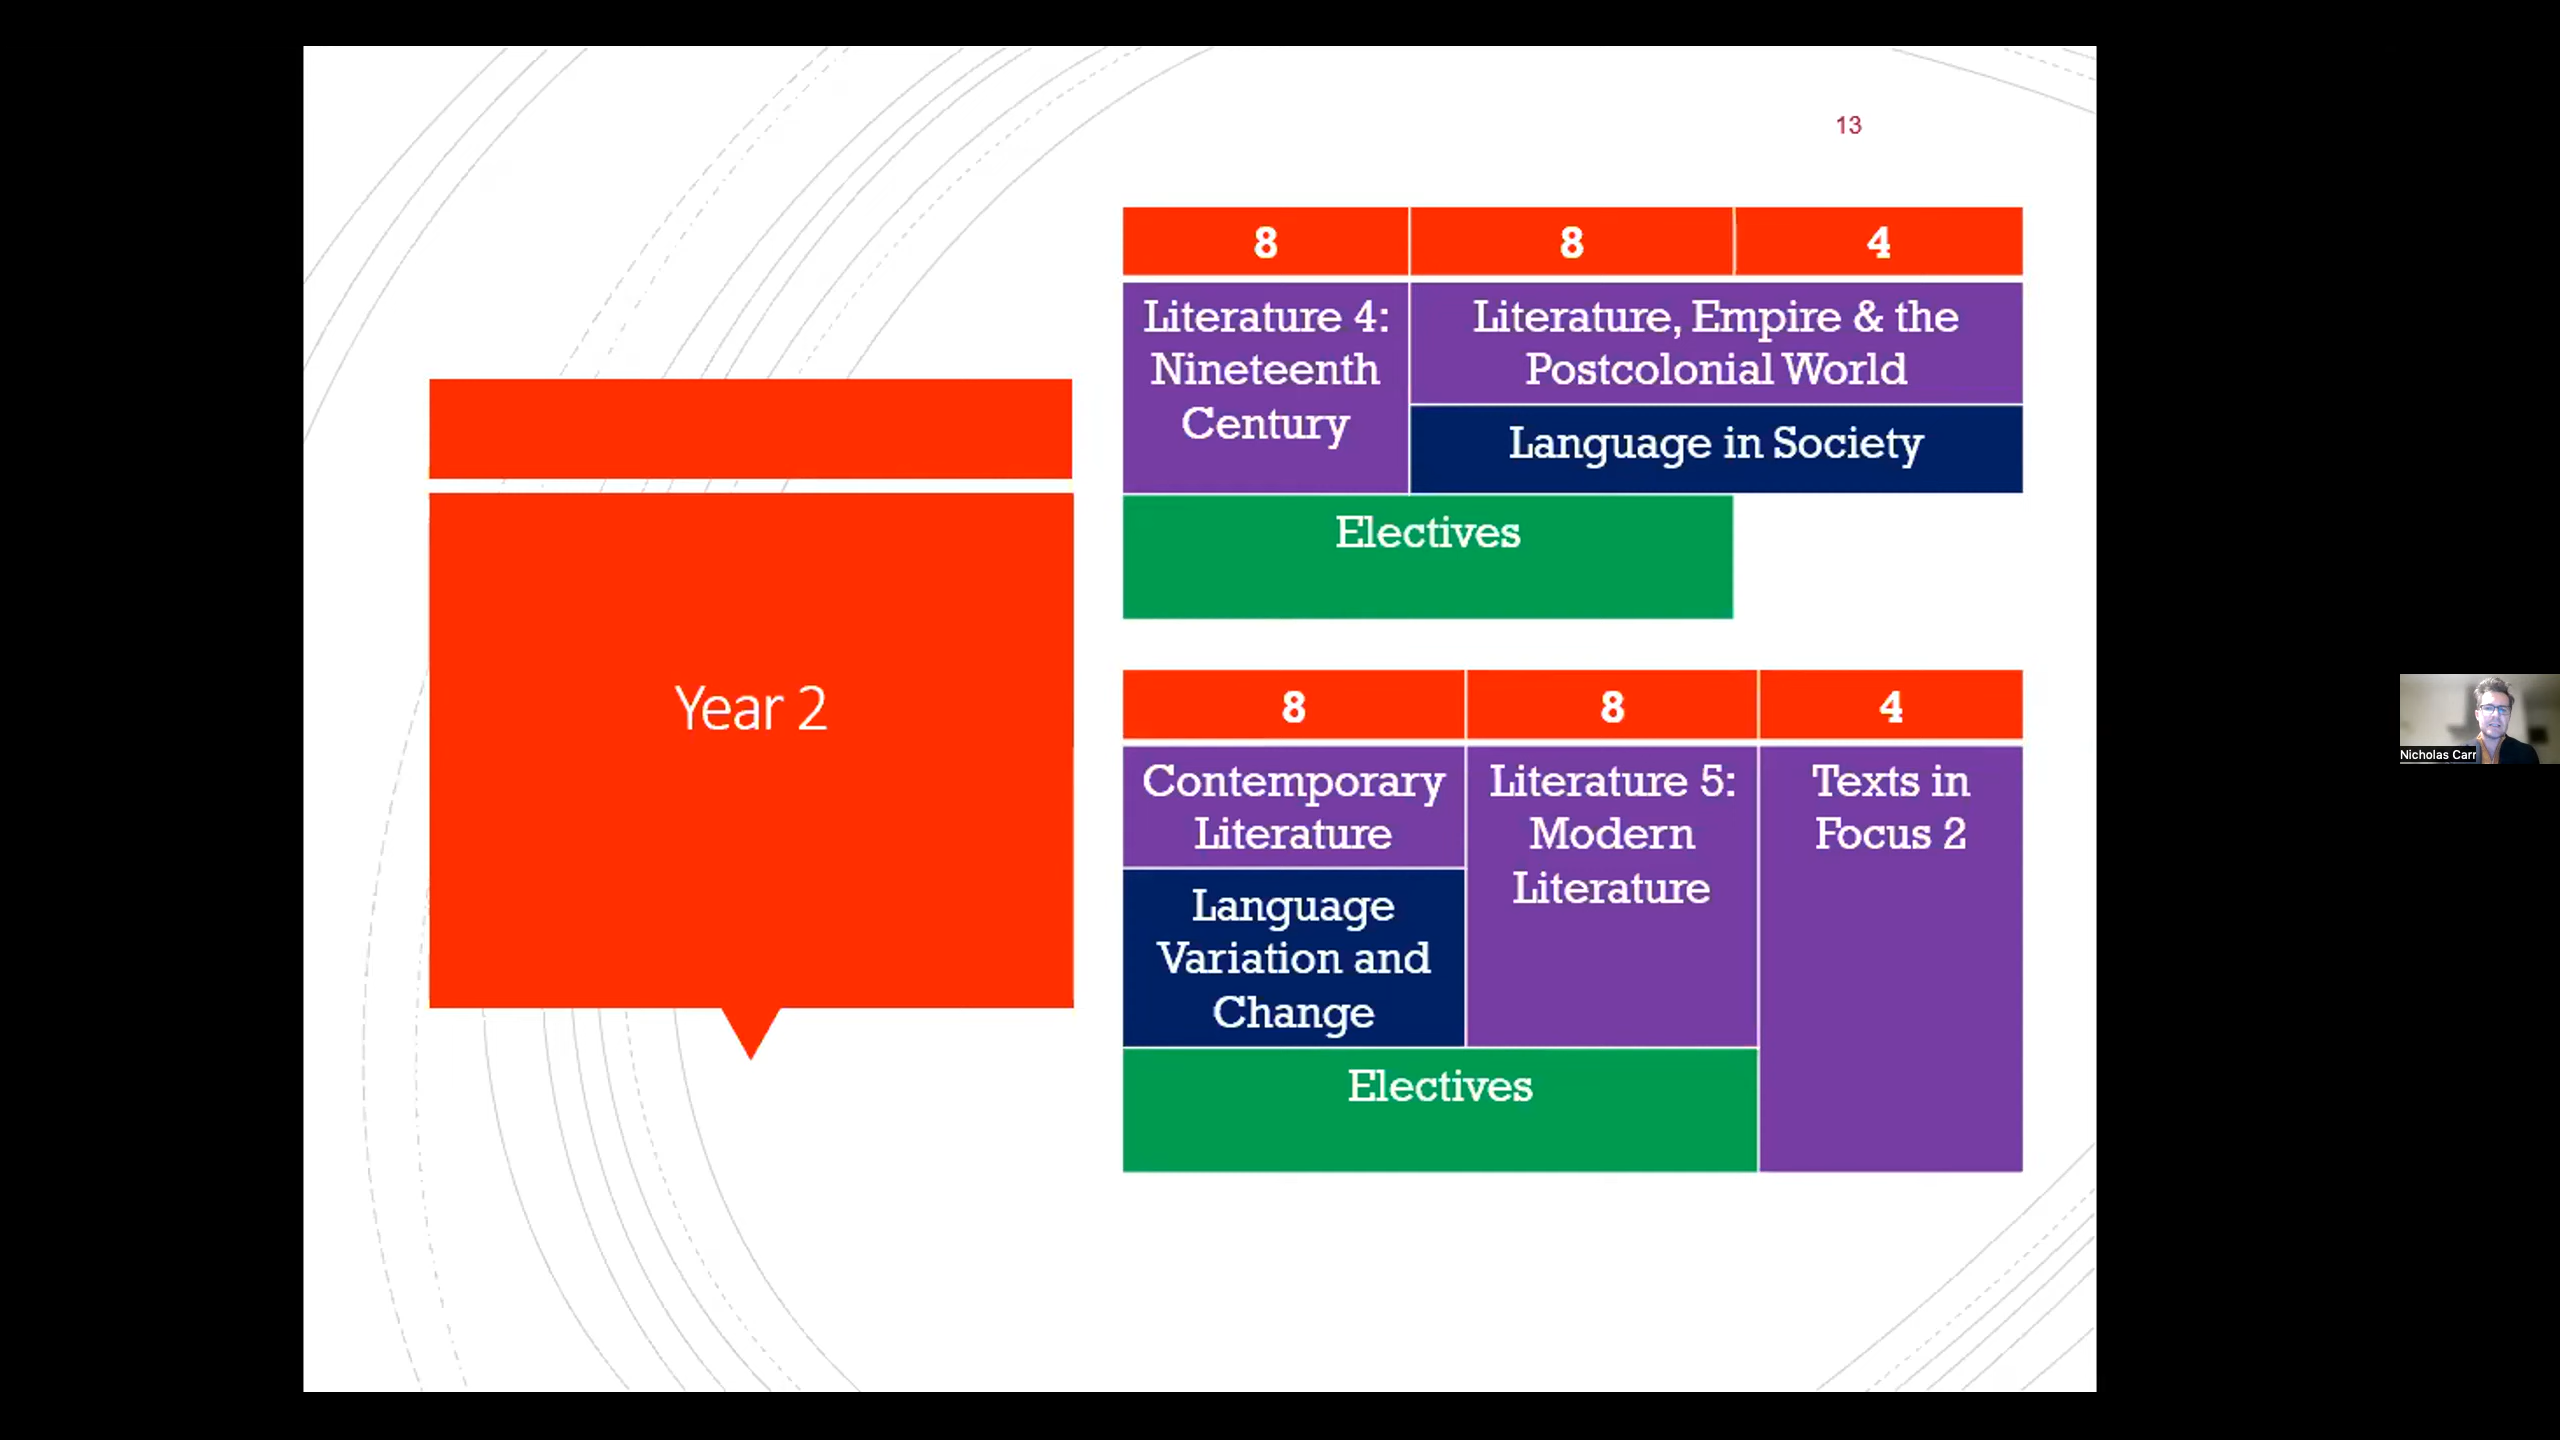 13
Year 2
8 8 4
Literature 4:
Nineteenth
Century
Literature, Empire & the
Postcolonial World
Language in Society
Electives
8 8 4
Contemporary
Literature
Language
Variation and
Change
Literature 5:
Modern
Literature
Texts in
Focus 2
Electives
Nicholas Carr